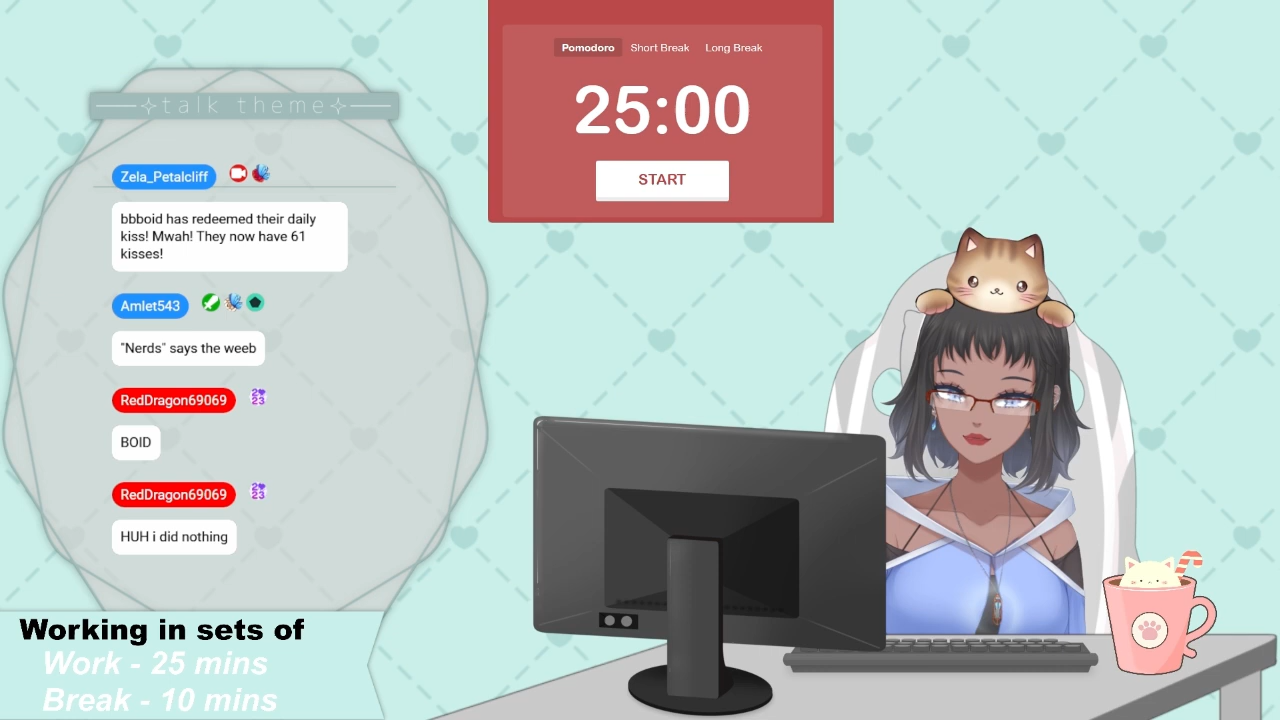 Pomodoro Short Break Long Break
25:00
START
talk theme
Zela_Petalcliff
bbboid has redeemed their daily
kiss! Mwah! They now have 61
kisses!
Amlet543
"Nerds" says the weeb
RedDragon69069
2023
BOID
RedDragon69069
2023
HUH i did nothing
Working in sets of
Work - 25 mins
Break - 10 mins